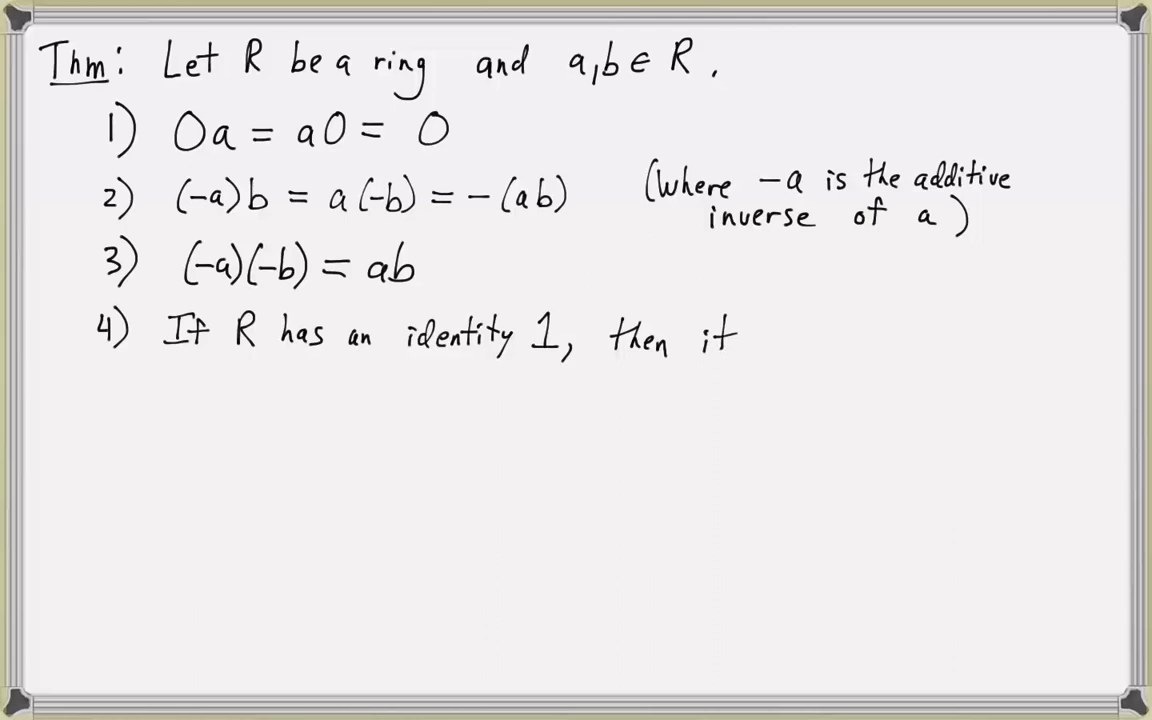 Thm: Let R be a ring and a,b ∈ R.
1) 0a = a0 = 0
2) (-a)b = a(-b) = -(ab) (where -a is the additive
inverse of a)
3) (-a)(-b) = ab
4) If R has an identity 1, then it